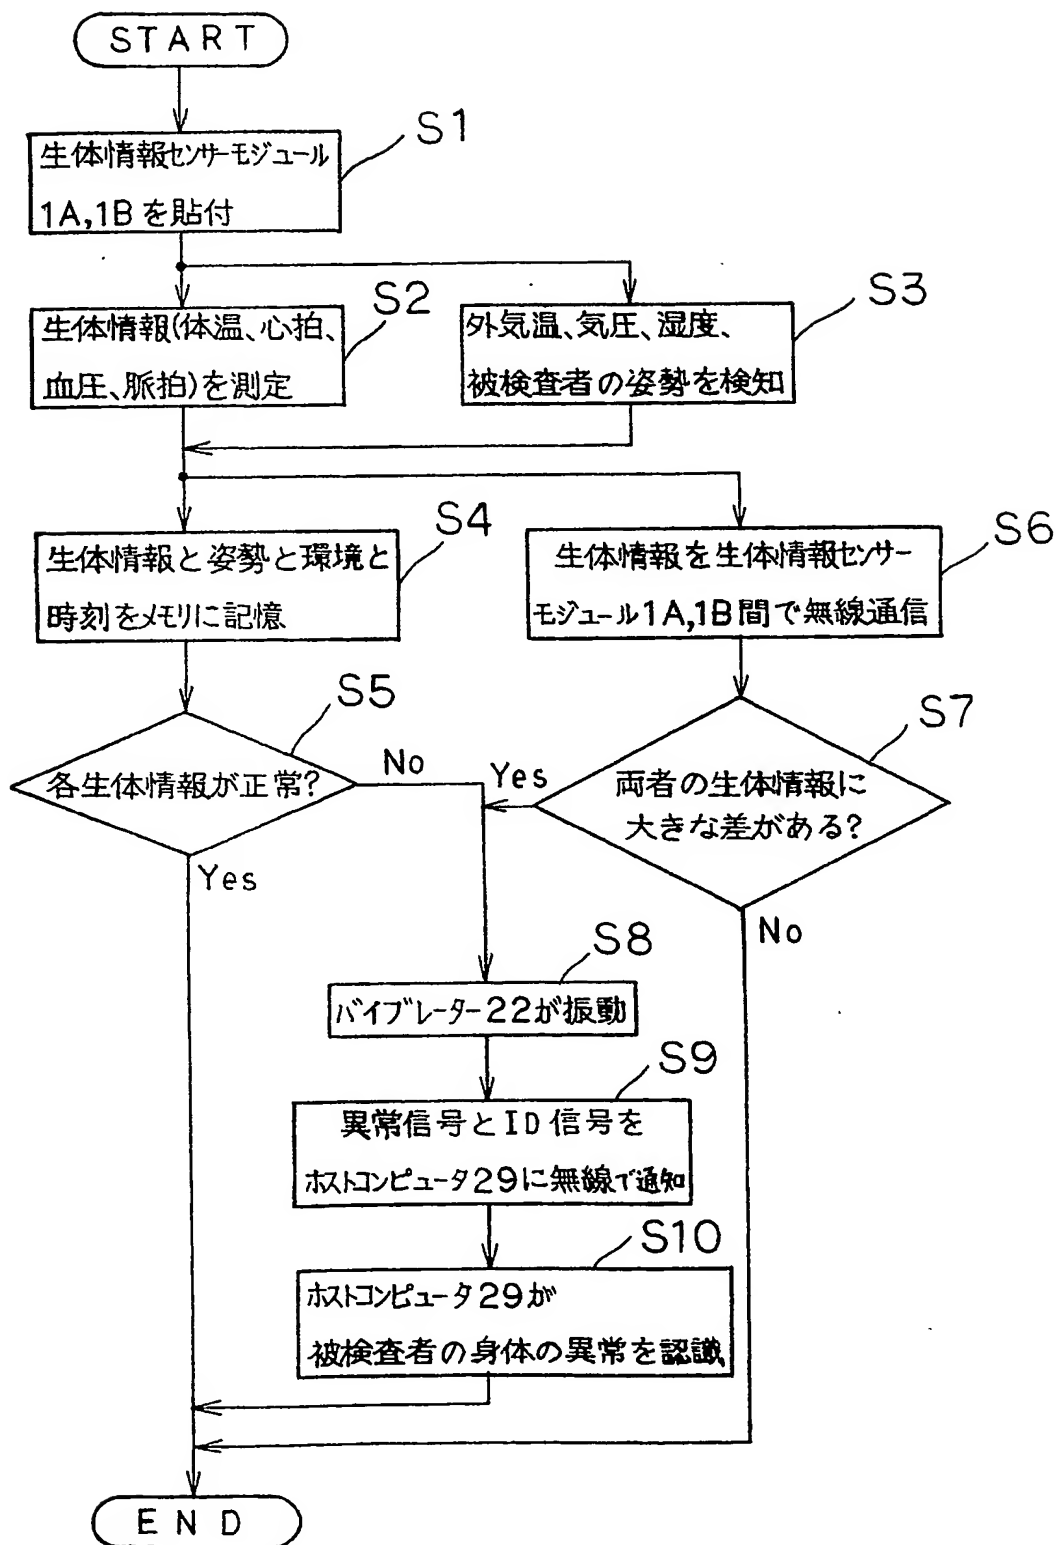 START
S1
生体情報センサーモジュール
1A,1Bを貼付
S2
生体情報(体温、心拍、
血圧、脈拍)を測定
S3
外気温、気圧、湿度、
被検査者の姿勢を検知
S4
生体情報と姿勢と環境と
時刻をメモリに記憶
S6
生体情報を生体情報センサー
モジュール1A,1B間で無線通信
S5
各生体情報が正常?
No
Yes
S7
両者の生体情報に
大きな差がある?
Yes
No
S8
バイブレーター22が振動
S9
異常信号とID信号を
ホストコンピュータ29に無線で通知
S10
ホストコンピュータ29が
被検査者の身体の異常を認識
END